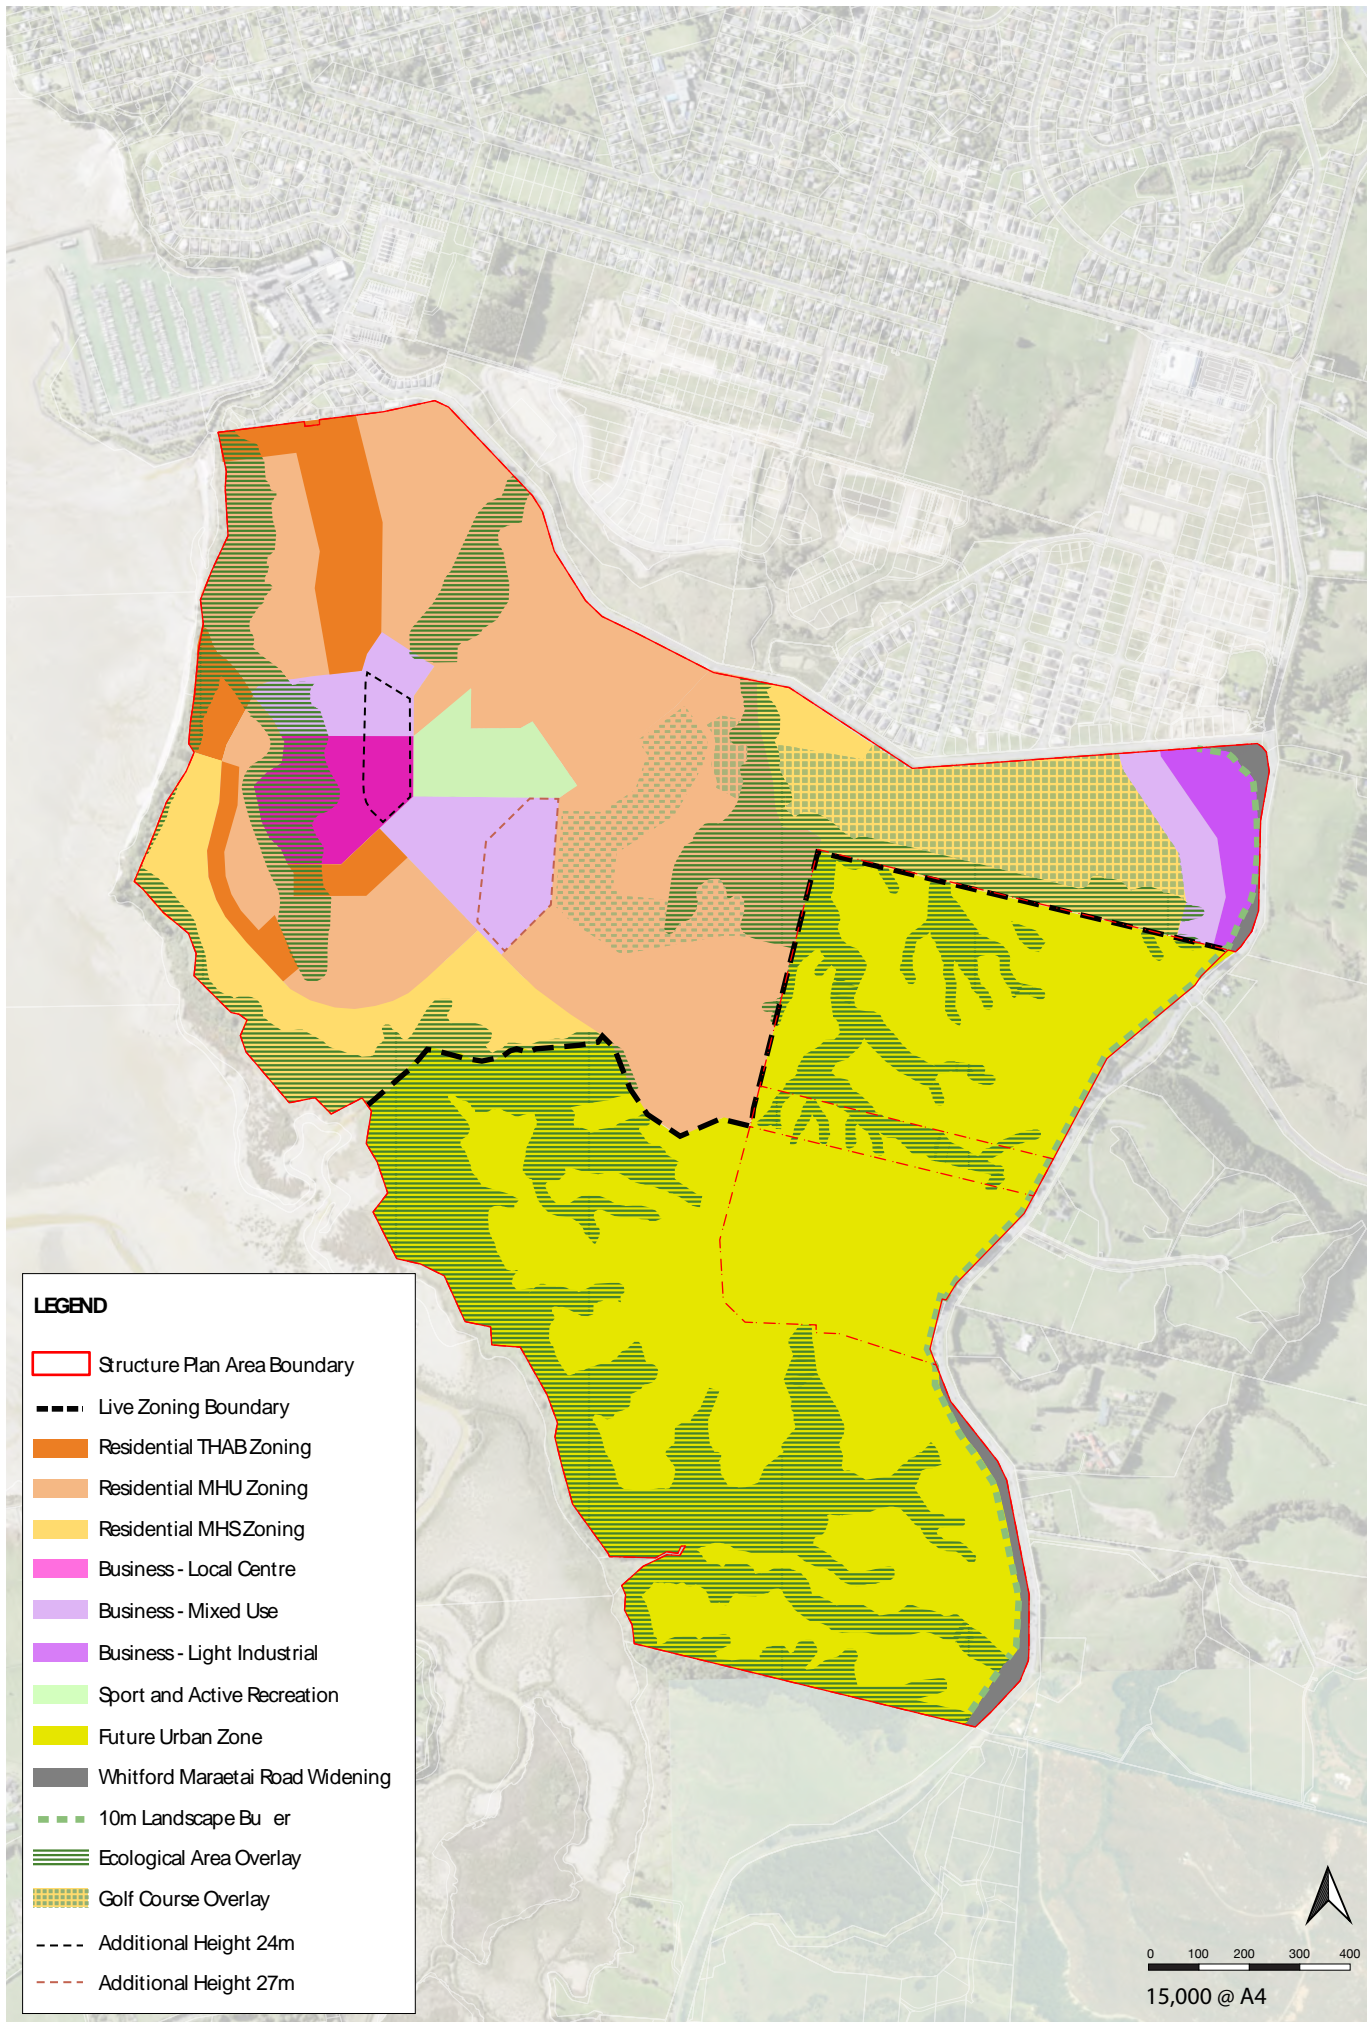 LEGEND
Structure Plan Area Boundary
Live Zoning Boundary
Residential THAB Zoning
Residential MHU Zoning
Residential MHS Zoning
Business - Local Centre
Business - Mixed Use
Business - Light Industrial
Sport and Active Recreation
Future Urban Zone
Whitford Maraetai Road Widening
10m Landscape Bu er
Ecological Area Overlay
Golf Course Overlay
Additional Height 24m
Additional Height 27m
0 100 200 300 400
15,000 @ A4